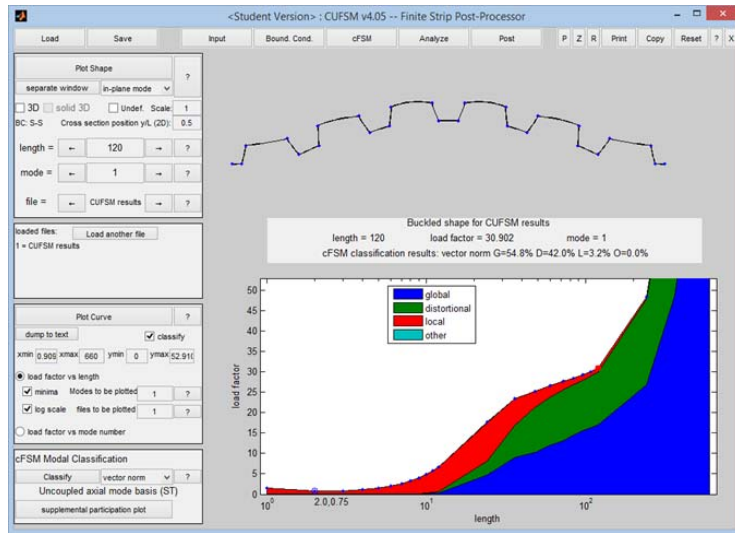 <Student Version> : CUFSM v4.05 -- Finite Strip Post-Processor
Load Save Input Bound. Cond. cFSM Analyze Post P Z R Print Copy Reset ? X
Plot Shape ?
separate window in-plane mode
3D solid 3D Undef. Scale: 1
BC: S-S Cross section position y/L (2D): 0.5
length = ← 120 → ?
mode = ← 1 → ?
file = ← CUFSM results → ?
loaded files: Load another file
1 = CUFSM results
Buckled shape for CUFSM results
length = 120 load factor = 30.902 mode = 1
cFSM classification results: vector norm G=54.8% D=42.0% L=3.2% O=0.0%
Plot Curve ?
dump to text classify
xmin 0.909 xmax 660 ymin 0 ymax 52.910
load factor vs length
minima Modes to be plotted 1 ?
log scale files to be plotted 1 ?
load factor vs mode number
cFSM Modal Classification
Classify vector norm ?
Uncoupled axial mode basis (ST)
supplemental participation plot
global
distortional
local
other
load factor
50
45
40
35
30
25
20
15
10
5
0
10^0 2.0,0.75 10^1 10^2
length